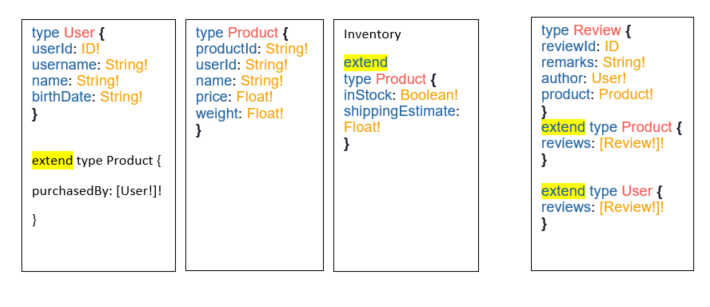 type User {
userId: ID!
username: String!
name: String!
birthDate: String!
}
extend type Product {
purchasedBy: [User!]!
}
type Product {
productId: String!
userId: String!
name: String!
price: Float!
weight: Float!
}
Inventory
extend
type Product {
inStock: Boolean!
shippingEstimate:
Float!
}
type Review {
reviewId: ID
remarks: String!
author: User!
product: Product!
}
extend type Product {
reviews: [Review!]!
}
extend type User {
reviews: [Review!]!
}